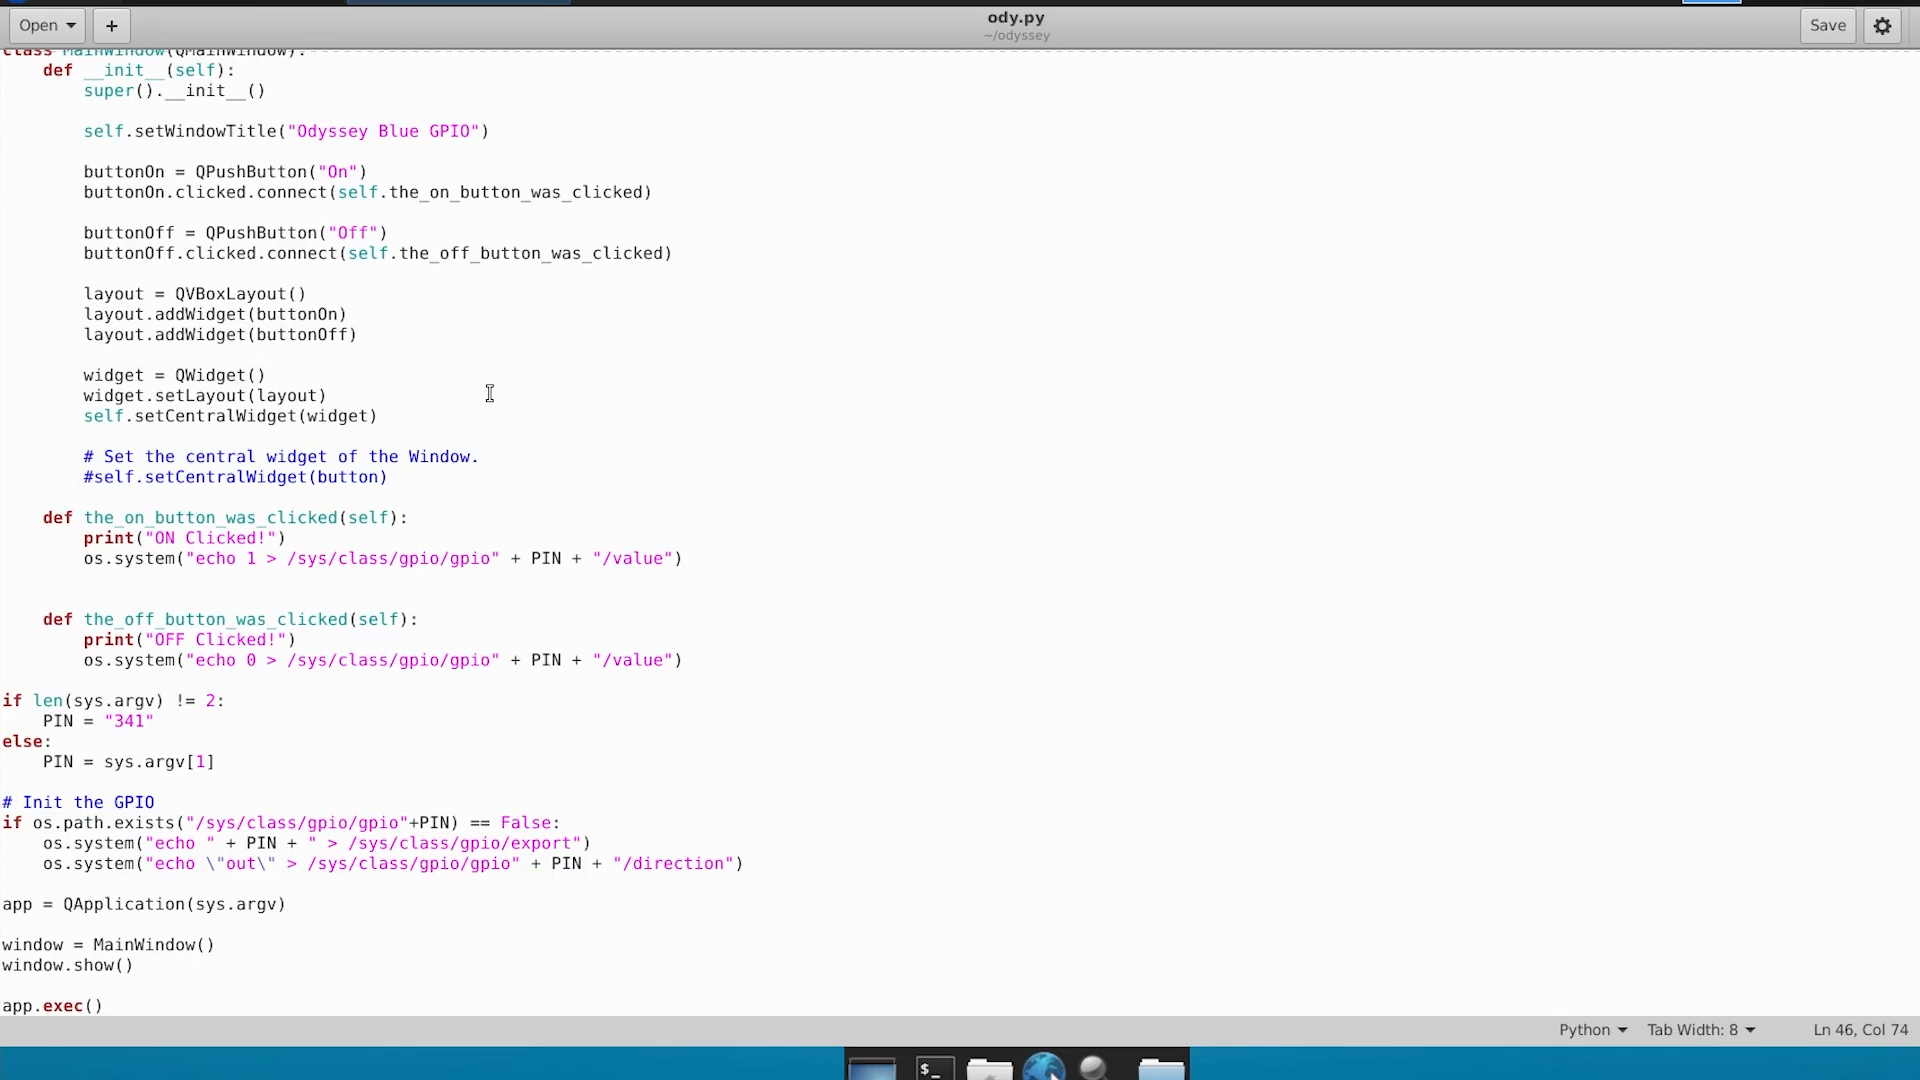 Open
+
ody.py
~/odyssey
Save
class MainWindow(QMainWindow):
    def __init__(self):
        super().__init__()
        self.setWindowTitle("Odyssey Blue GPIO")
        buttonOn = QPushButton("On")
        buttonOn.clicked.connect(self.the_on_button_was_clicked)
        buttonOff = QPushButton("Off")
        buttonOff.clicked.connect(self.the_off_button_was_clicked)
        layout = QVBoxLayout()
        layout.addWidget(buttonOn)
        layout.addWidget(buttonOff)
        widget = QWidget()
        widget.setLayout(layout)
        self.setCentralWidget(widget)
        # Set the central widget of the Window.
        #self.setCentralWidget(button)
    def the_on_button_was_clicked(self):
        print("ON Clicked!")
        os.system("echo 1 > /sys/class/gpio/gpio" + PIN + "/value")
    def the_off_button_was_clicked(self):
        print("OFF Clicked!")
        os.system("echo 0 > /sys/class/gpio/gpio" + PIN + "/value")
if len(sys.argv) != 2:
    PIN = "341"
else:
    PIN = sys.argv[1]
# Init the GPIO
if os.path.exists("/sys/class/gpio/gpio"+PIN) == False:
    os.system("echo " + PIN + " > /sys/class/gpio/export")
    os.system("echo \"out\" > /sys/class/gpio/gpio" + PIN + "/direction")
app = QApplication(sys.argv)
window = MainWindow()
window.show()
app.exec()
Python Tab Width: 8 Ln 46, Col 74
$_